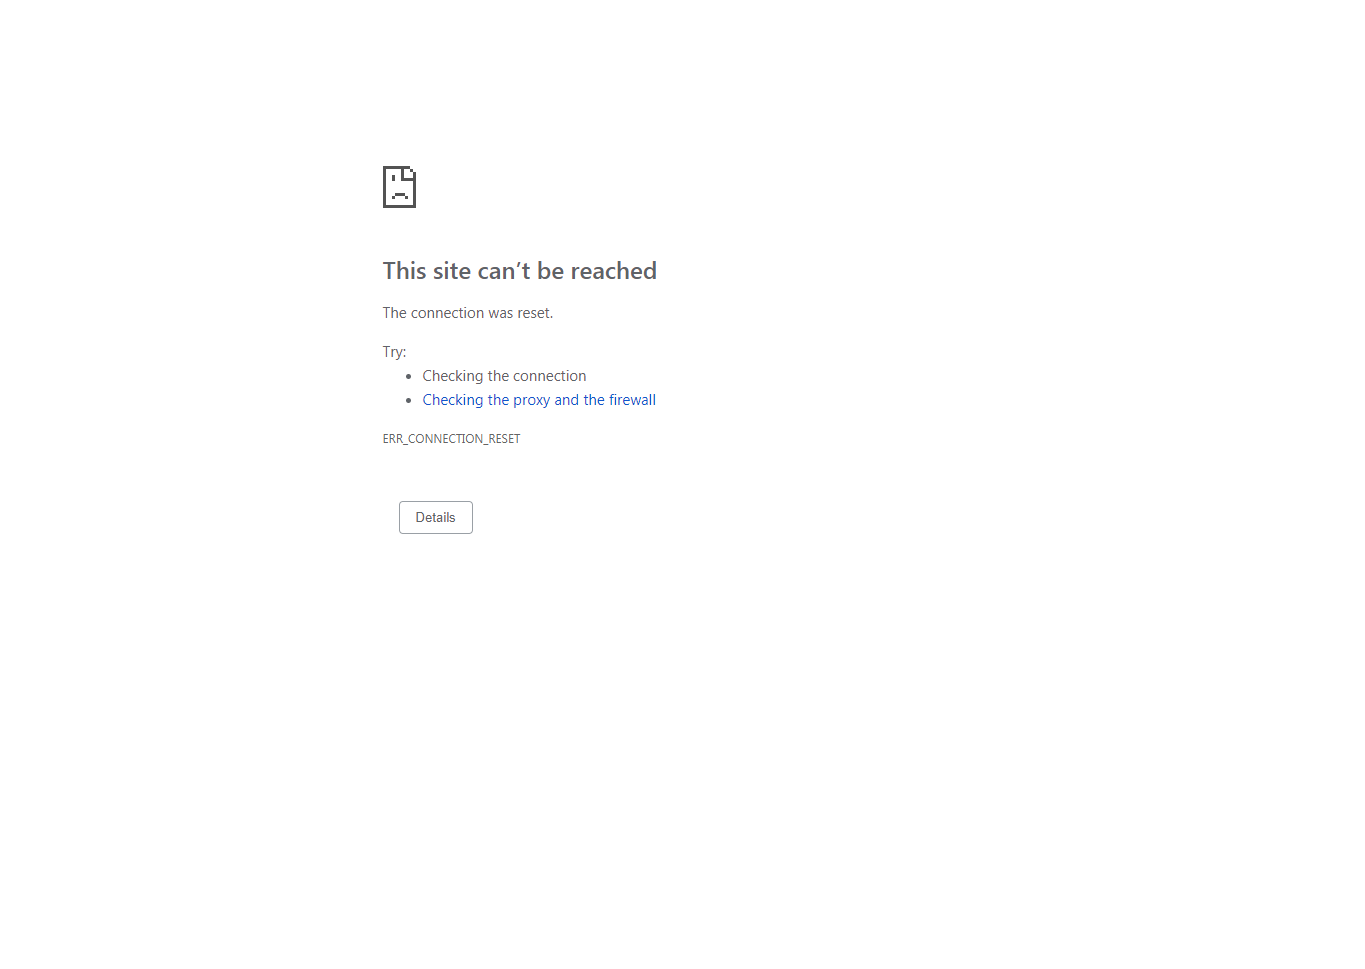 This site can’t be reached
The connection was reset.
Try:
Checking the connection
Checking the proxy and the firewall
ERR_CONNECTION_RESET
Details